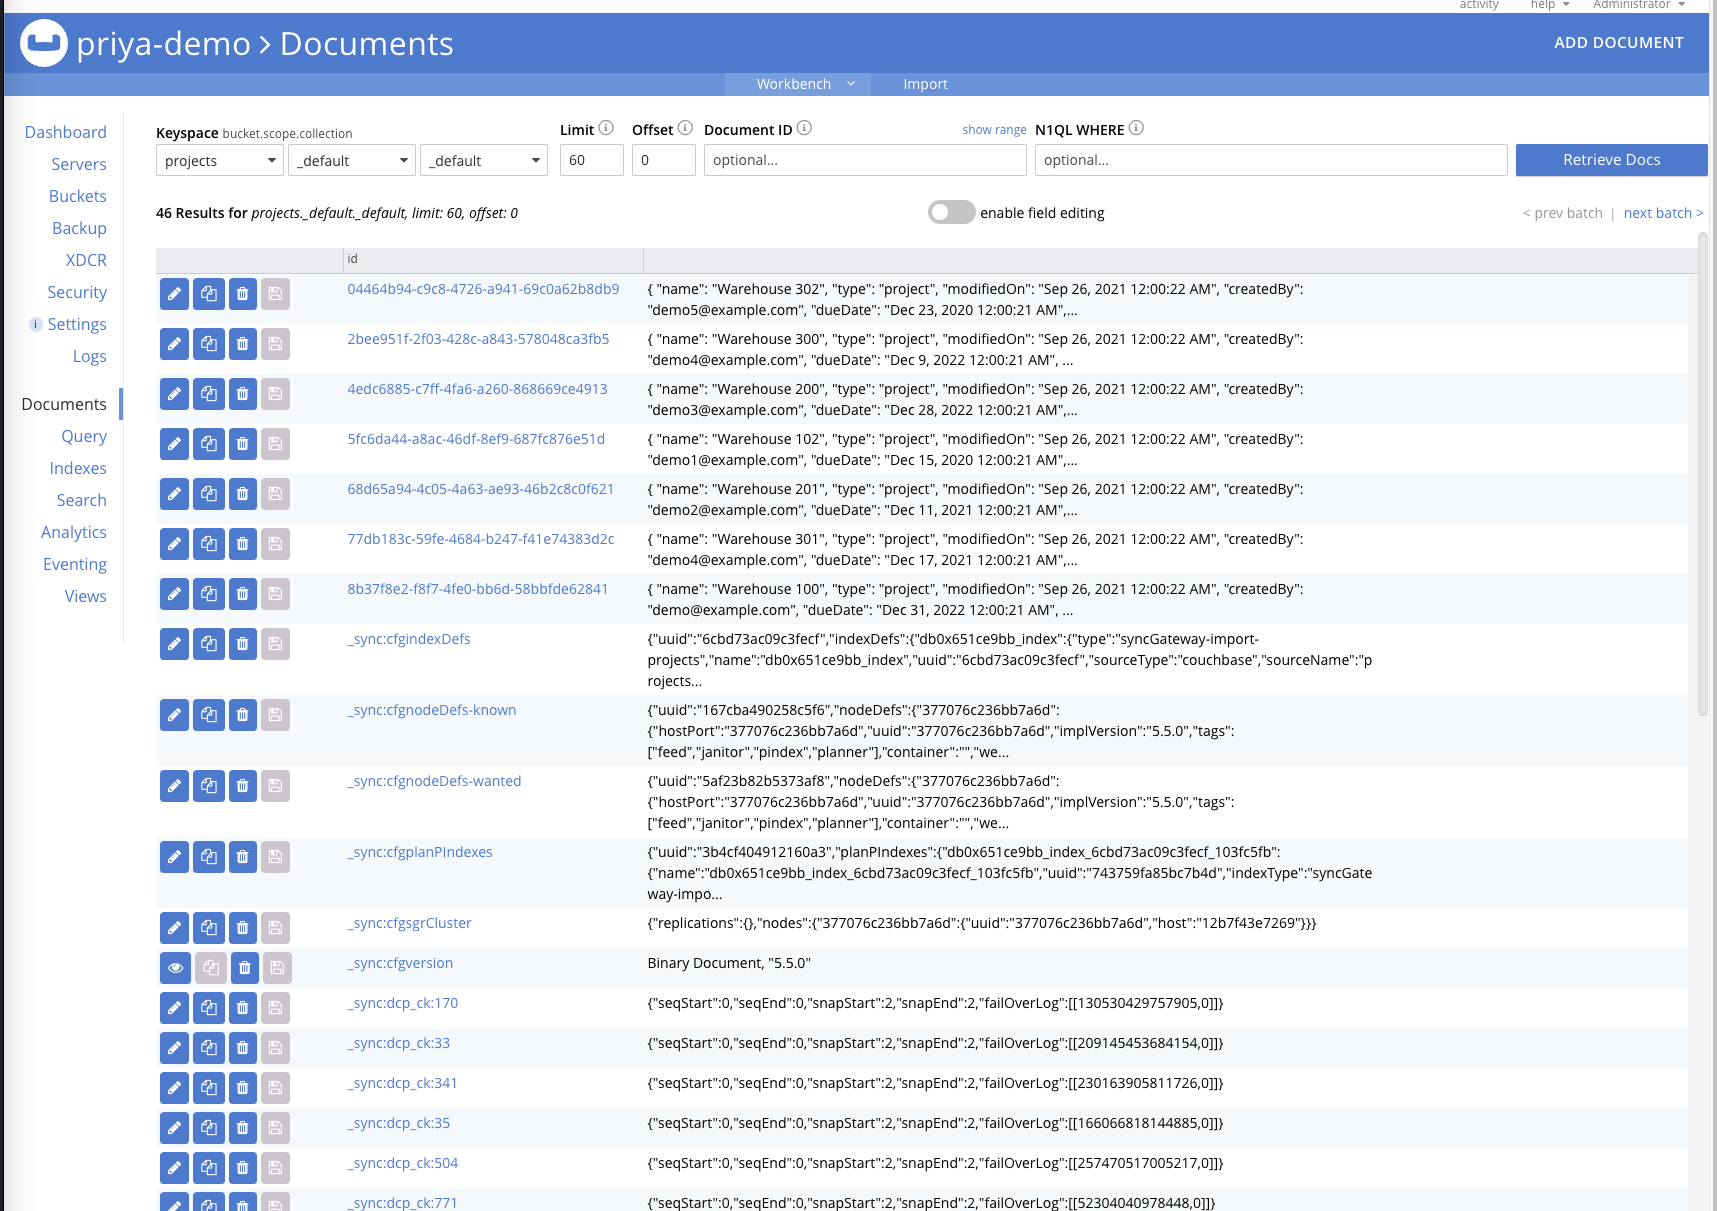 activity help Administrator
priya-demo > Documents ADD DOCUMENT
Workbench Import
Dashboard
Servers
Buckets
Backup
XDCR
Security
i Settings
Logs
Documents
Query
Indexes
Search
Analytics
Eventing
Views
Keyspace bucket.scope.collection Limit Offset Document ID show range N1QL WHERE
projects _default _default 60 0 optional... optional... Retrieve Docs
46 Results for projects._default._default, limit: 60, offset: 0 enable field editing < prev batch | next batch >
id
04464b94-c9c8-4726-a941-69c0a62b8db9 { "name": "Warehouse 302", "type": "project", "modifiedOn": "Sep 26, 2021 12:00:22 AM", "createdBy":
"demo5@example.com", "dueDate": "Dec 23, 2020 12:00:21 AM",...
2bee951f-2f03-428c-a843-578048ca3fb5 { "name": "Warehouse 300", "type": "project", "modifiedOn": "Sep 26, 2021 12:00:22 AM", "createdBy":
"demo4@example.com", "dueDate": "Dec 9, 2022 12:00:21 AM", ...
4edc6885-c7ff-4fa6-a260-868669ce4913 { "name": "Warehouse 200", "type": "project", "modifiedOn": "Sep 26, 2021 12:00:22 AM", "createdBy":
"demo3@example.com", "dueDate": "Dec 28, 2022 12:00:21 AM",...
5fc6da44-a8ac-46df-8ef9-687fc876e51d { "name": "Warehouse 102", "type": "project", "modifiedOn": "Sep 26, 2021 12:00:22 AM", "createdBy":
"demo1@example.com", "dueDate": "Dec 15, 2020 12:00:21 AM",...
68d65a94-4c05-4a63-ae93-46b2c8c0f621 { "name": "Warehouse 201", "type": "project", "modifiedOn": "Sep 26, 2021 12:00:22 AM", "createdBy":
"demo2@example.com", "dueDate": "Dec 11, 2021 12:00:21 AM",...
77db183c-59fe-4684-b247-f41e74383d2c { "name": "Warehouse 301", "type": "project", "modifiedOn": "Sep 26, 2021 12:00:22 AM", "createdBy":
"demo4@example.com", "dueDate": "Dec 17, 2021 12:00:21 AM",...
8b37f8e2-f8f7-4fe0-bb6d-58bbfde62841 { "name": "Warehouse 100", "type": "project", "modifiedOn": "Sep 26, 2021 12:00:22 AM", "createdBy":
"demo@example.com", "dueDate": "Dec 31, 2022 12:00:21 AM", ...
_sync:cfgindexDefs {"uuid":"6cbd73ac09c3fecf","indexDefs":{"db0x651ce9bb_index":{"type":"syncGateway-import-
projects","name":"db0x651ce9bb_index","uuid":"6cbd73ac09c3fecf","sourceType":"couchbase","sourceName":"p
rojects...
_sync:cfgnodeDefs-known {"uuid":"167cba490258c5f6","nodeDefs":{"377076c236bb7a6d":
{"hostPort":"377076c236bb7a6d","uuid":"377076c236bb7a6d","implVersion":"5.5.0","tags":
["feed","janitor","pindex","planner"],"container":"","we...
_sync:cfgnodeDefs-wanted {"uuid":"5af23b82b5373af8","nodeDefs":{"377076c236bb7a6d":
{"hostPort":"377076c236bb7a6d","uuid":"377076c236bb7a6d","implVersion":"5.5.0","tags":
["feed","janitor","pindex","planner"],"container":"","we...
_sync:cfgplanPIndexes {"uuid":"3b4cf404912160a3","planPIndexes":{"db0x651ce9bb_index_6cbd73ac09c3fecf_103fc5fb":
{"name":"db0x651ce9bb_index_6cbd73ac09c3fecf_103fc5fb","uuid":"743759fa85bc7b4d","indexType":"syncGate
way-impo...
_sync:cfgsgrCluster {"replications":{},"nodes":{"377076c236bb7a6d":{"uuid":"377076c236bb7a6d","host":"12b7f43e7269"}}}
_sync:cfgversion Binary Document, "5.5.0"
_sync:dcp_ck:170 {"seqStart":0,"seqEnd":0,"snapStart":2,"snapEnd":2,"failOverLog":[[130530429757905,0]]}
_sync:dcp_ck:33 {"seqStart":0,"seqEnd":0,"snapStart":2,"snapEnd":2,"failOverLog":[[209145453684154,0]]}
_sync:dcp_ck:341 {"seqStart":0,"seqEnd":0,"snapStart":2,"snapEnd":2,"failOverLog":[[230163905811726,0]]}
_sync:dcp_ck:35 {"seqStart":0,"seqEnd":0,"snapStart":2,"snapEnd":2,"failOverLog":[[166066818144885,0]]}
_sync:dcp_ck:504 {"seqStart":0,"seqEnd":0,"snapStart":2,"snapEnd":2,"failOverLog":[[257470517005217,0]]}
_sync:dcp_ck:771 {"seqStart":0,"seqEnd":0,"snapStart":2,"snapEnd":2,"failOverLog":[[52304040978448,0]]}